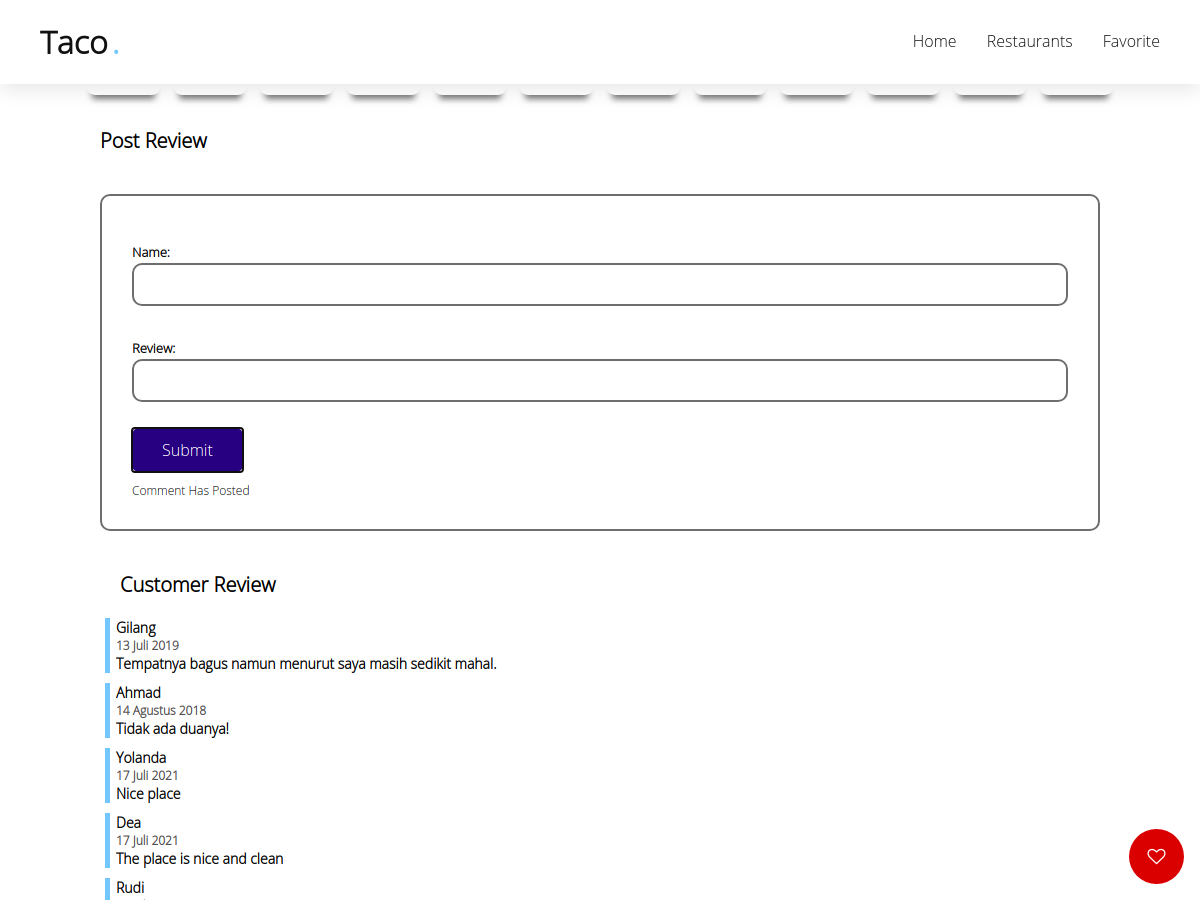 Taco.
Home Restaurants Favorite
Post Review
Name:
Review:
Submit
Comment Has Posted
Customer Review
Gilang
13 Juli 2019
Tempatnya bagus namun menurut saya masih sedikit mahal.
Ahmad
14 Agustus 2018
Tidak ada duanya!
Yolanda
17 Juli 2021
Nice place
Dea
17 Juli 2021
The place is nice and clean
Rudi